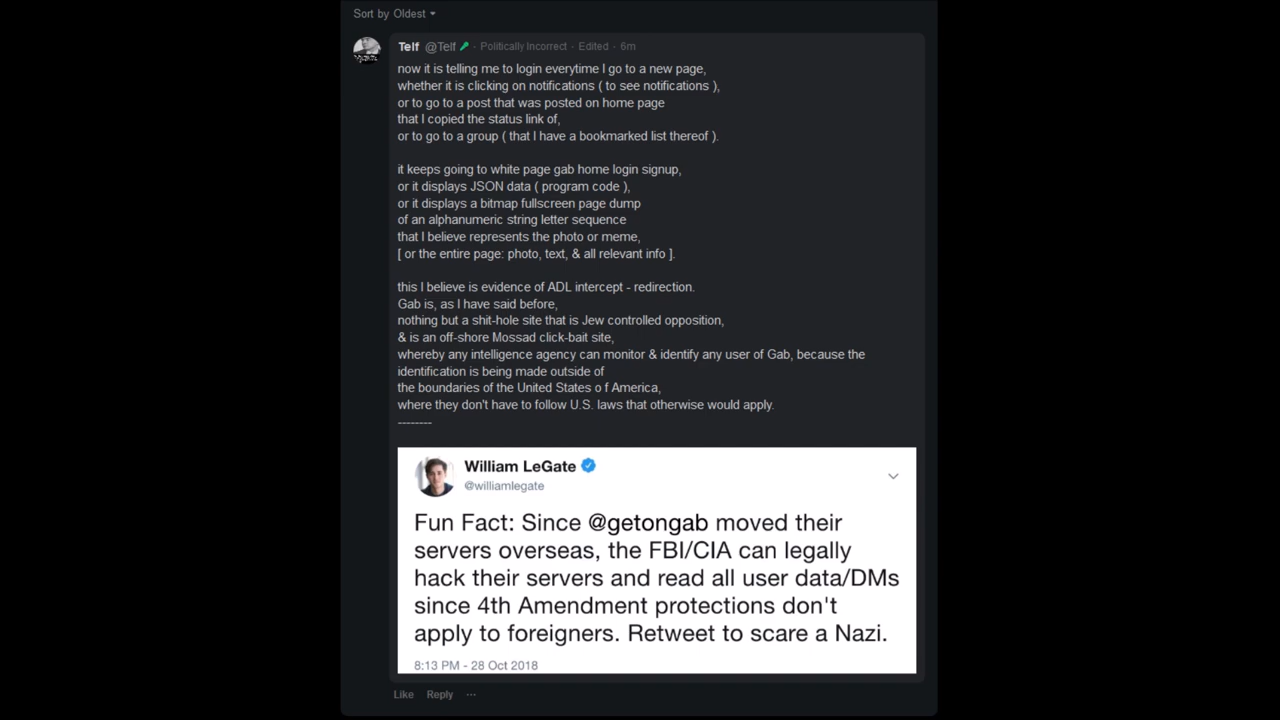 Sort by Oldest
Telf @Telf · Politically Incorrect · Edited · 6m
now it is telling me to login everytime I go to a new page,
whether it is clicking on notifications ( to see notifications ),
or to go to a post that was posted on home page
that I copied the status link of,
or to go to a group ( that I have a bookmarked list thereof ).
it keeps going to white page gab home login signup,
or it displays JSON data ( program code ),
or it displays a bitmap fullscreen page dump
of an alphanumeric string letter sequence
that I believe represents the photo or meme,
[ or the entire page: photo, text, & all relevant info ].
this I believe is evidence of ADL intercept - redirection.
Gab is, as I have said before,
nothing but a shit-hole site that is Jew controlled opposition,
& is an off-shore Mossad click-bait site,
whereby any intelligence agency can monitor & identify any user of Gab, because the
identification is being made outside of
the boundaries of the United States o f America,
where they don't have to follow U.S. laws that otherwise would apply.
--------
William LeGate
@williamlegate
Fun Fact: Since @getongab moved their
servers overseas, the FBI/CIA can legally
hack their servers and read all user data/DMs
since 4th Amendment protections don't
apply to foreigners. Retweet to scare a Nazi.
8:13 PM - 28 Oct 2018
Like Reply ···